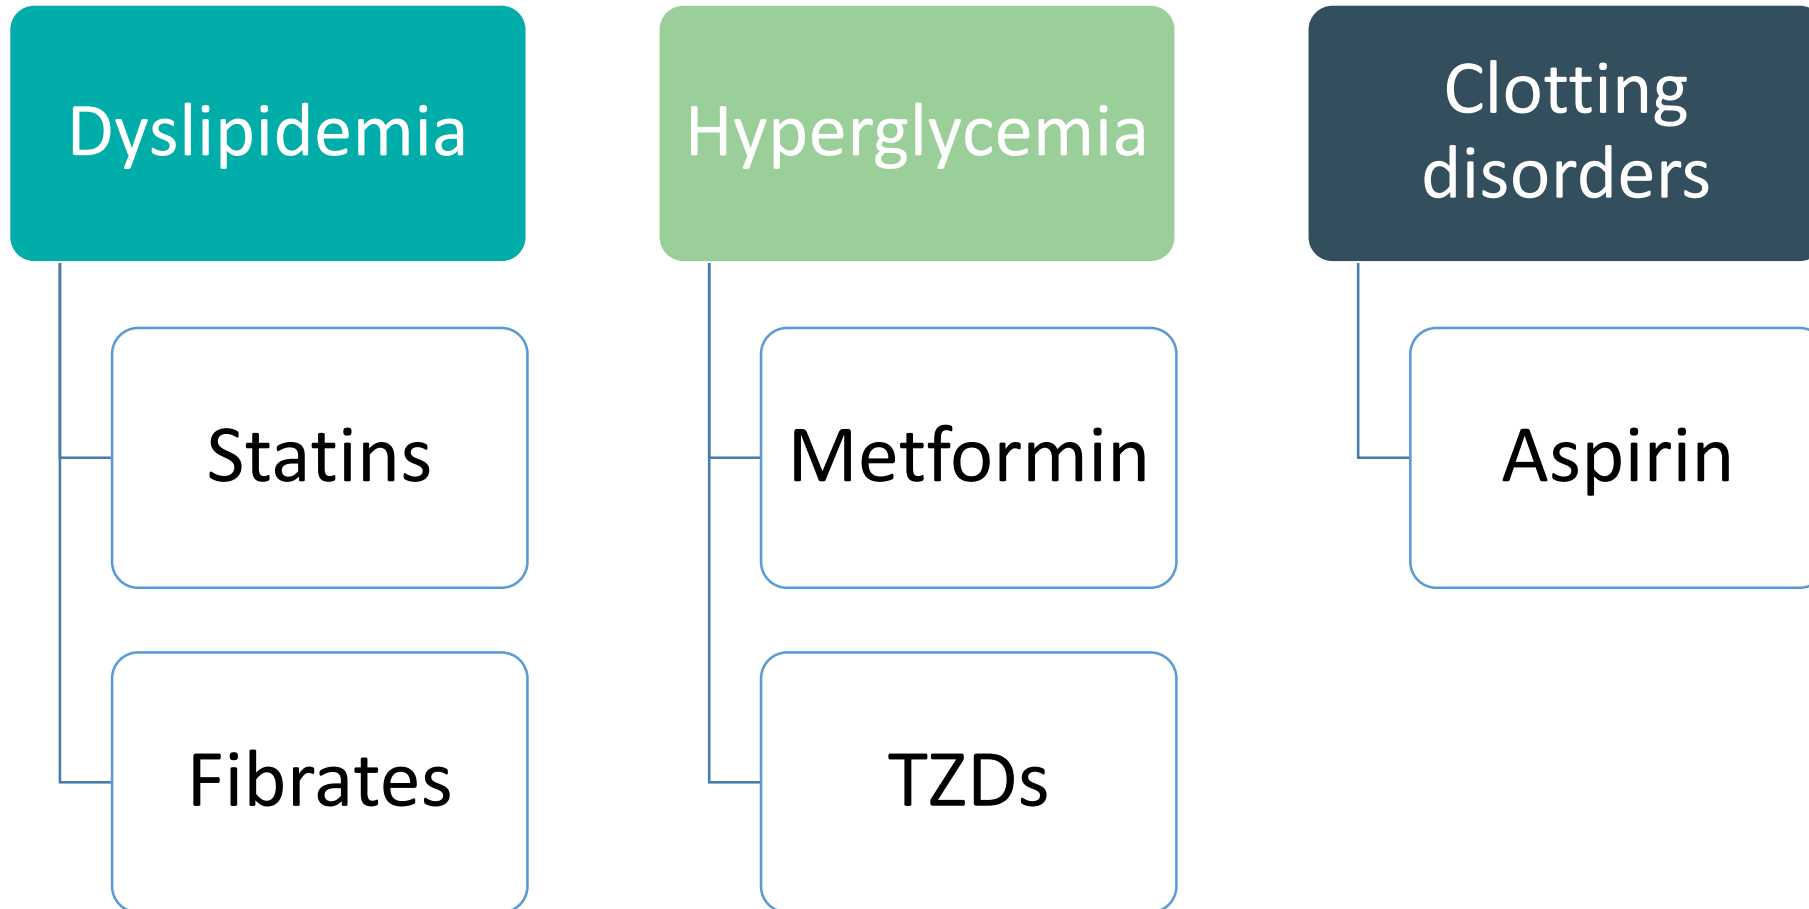 Dyslipidemia
Statins
Fibrates
Hyperglycemia
Metformin
TZDs
Clotting
disorders
Aspirin